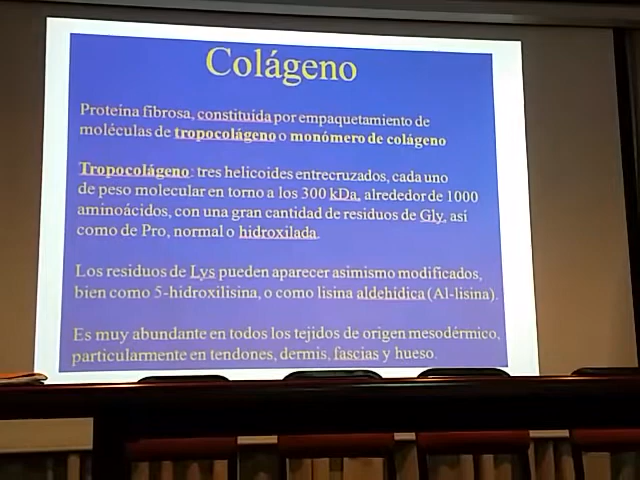 Colágeno
Proteína fibrosa, constituida por empaquetamiento de
moléculas de tropocolágeno o monómero de colágeno
Tropocolágeno: tres helicoides entrecruzados, cada uno
de peso molecular en torno a los 300 kDa, alrededor de 1000
aminoácidos, con una gran cantidad de residuos de Gly, así
como de Pro, normal o hidroxilada.
Los residuos de Lys pueden aparecer asimismo modificados,
bien como 5-hidroxilisina, o como lisina aldehídica (Al-lisina).
Es muy abundante en todos los tejidos de origen mesodérmico,
particularmente en tendones, dermis, fascias y hueso.